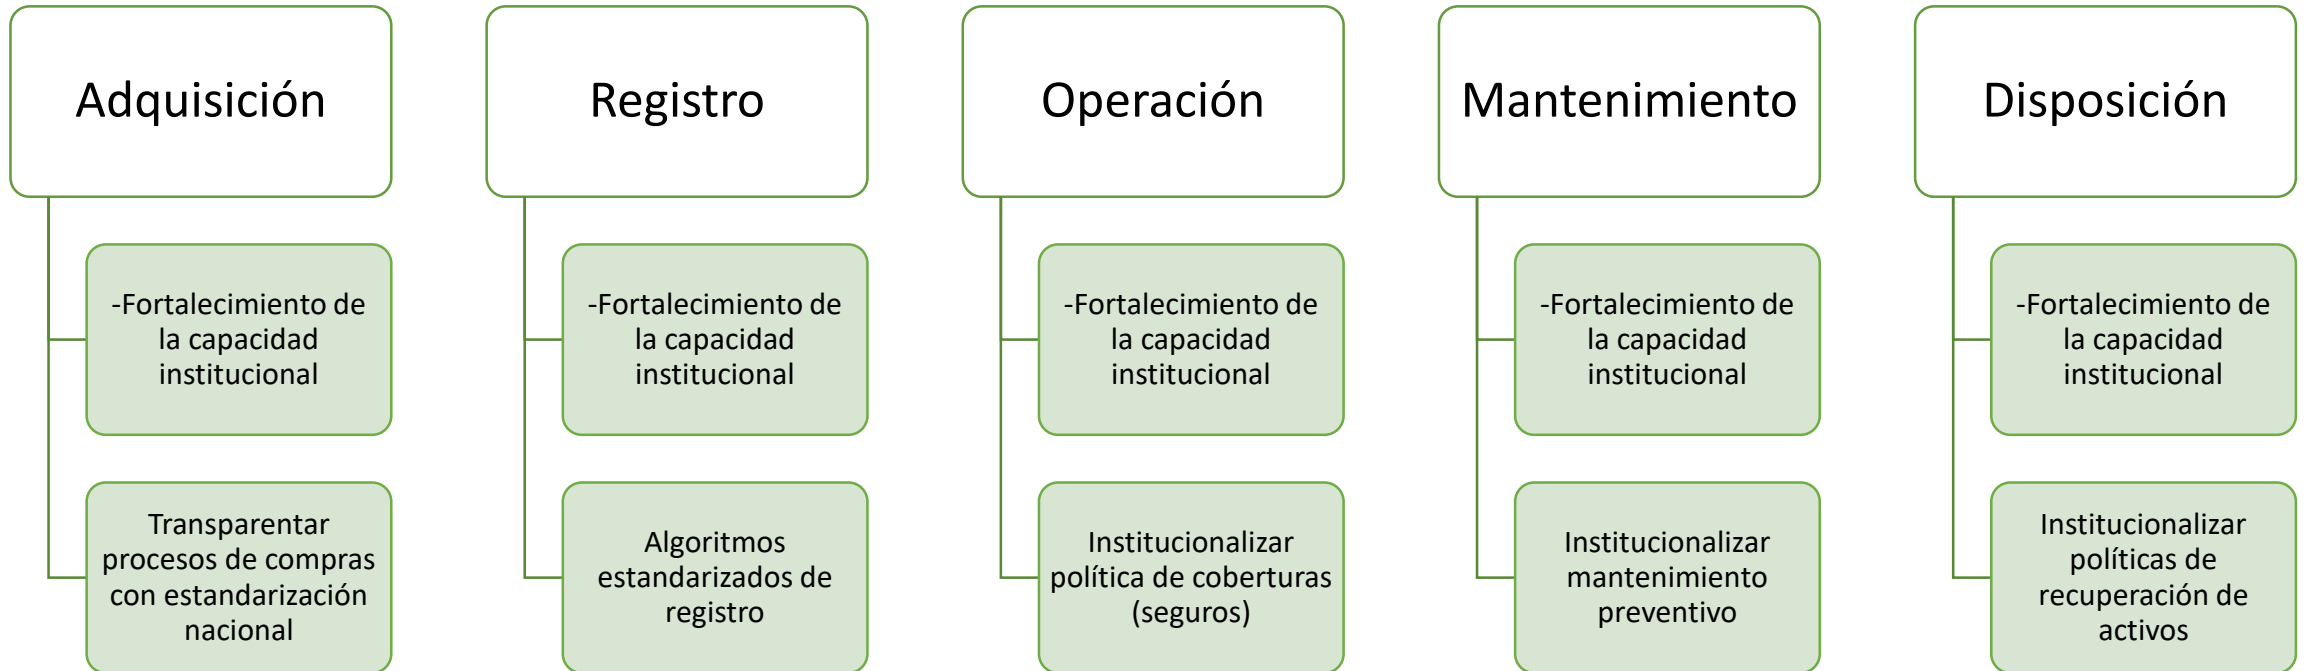 Adquisición
-Fortalecimiento de
la capacidad
institucional
Transparentar
procesos de compras
con estandarización
nacional
Registro
-Fortalecimiento de
la capacidad
institucional
Algoritmos
estandarizados de
registro
Operación
-Fortalecimiento de
la capacidad
institucional
Institucionalizar
política de coberturas
(seguros)
Mantenimiento
-Fortalecimiento de
la capacidad
institucional
Institucionalizar
mantenimiento
preventivo
Disposición
-Fortalecimiento de
la capacidad
institucional
Institucionalizar
políticas de
recuperación de
activos